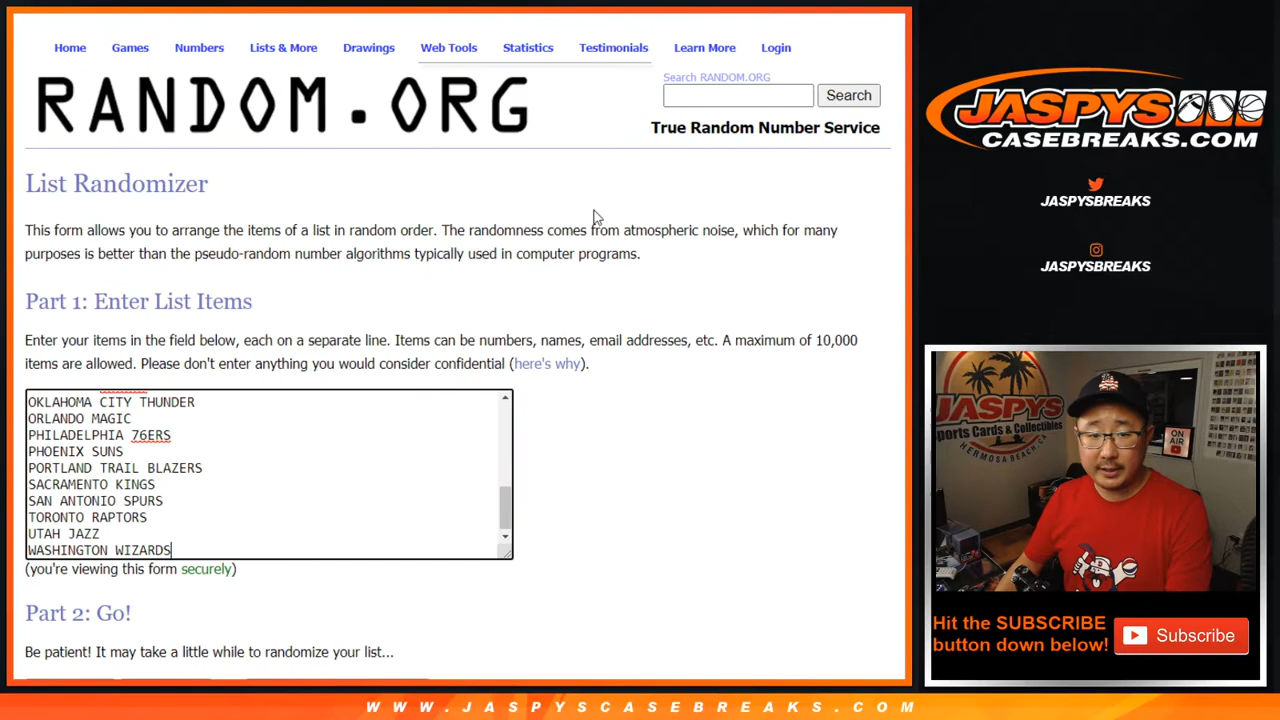 Home Games Numbers Lists & More Drawings Web Tools Statistics Testimonials Learn More Login
RANDOM.ORG
Search RANDOM.ORG
Search
True Random Number Service
List Randomizer
This form allows you to arrange the items of a list in random order. The randomness comes from atmospheric noise, which for many
purposes is better than the pseudo-random number algorithms typically used in computer programs.
Part 1: Enter List Items
Enter your items in the field below, each on a separate line. Items can be numbers, names, email addresses, etc. A maximum of 10,000
items are allowed. Please don't enter anything you would consider confidential (here's why).
OKLAHOMA CITY THUNDER
ORLANDO MAGIC
PHILADELPHIA 76ERS
PHOENIX SUNS
PORTLAND TRAIL BLAZERS
SACRAMENTO KINGS
SAN ANTONIO SPURS
TORONTO RAPTORS
UTAH JAZZ
WASHINGTON WIZARDS
(you're viewing this form securely)
Part 2: Go!
Be patient! It may take a little while to randomize your list...
JASPYS
CASEBREAKS.COM
JASPYSBREAKS
JASPYSBREAKS
JASPYS
Sports Cards & Collectibles
HERMOSA BEACH, CA
ON
AIR
Hit the SUBSCRIBE
button down below!
Subscribe
WWW.JASPYSCASEBREAKS.COM